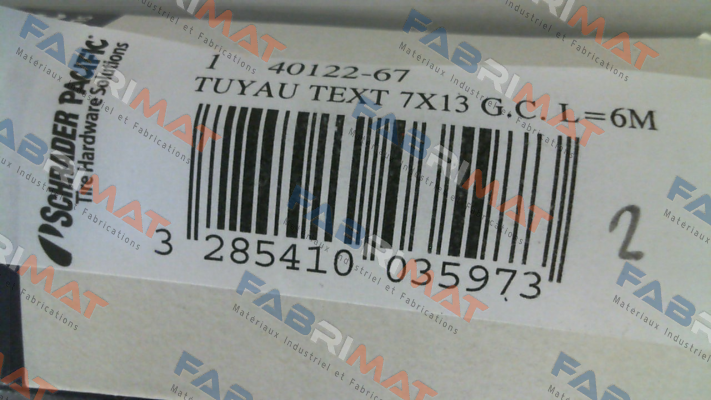 SCHRADER PACIFIC
Tire Hardware Solutions
1 40122-67
TUYAU TEXT 7X13 G.C. L=6M
3 285410 035973
2
FABRIMAT
Matériaux Industriel et Fabrications